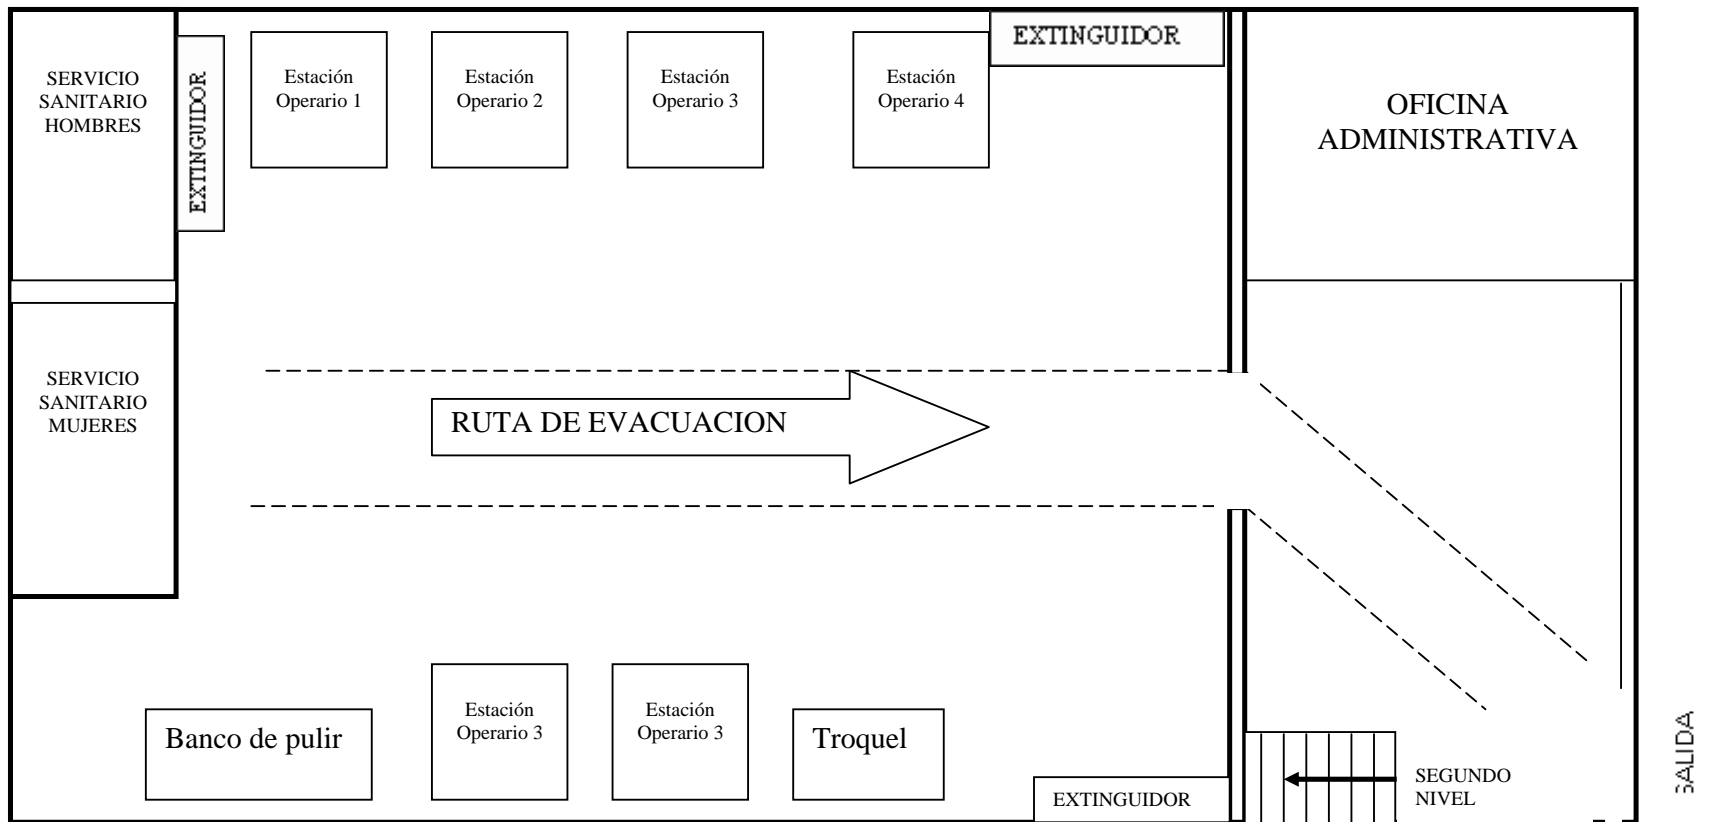 SERVICIO
SANITARIO
HOMBRES
EXTINGUIDOR
Estación
Operario 1
Estación
Operario 2
Estación
Operario 3
Estación
Operario 4
EXTINGUIDOR
OFICINA
ADMINISTRATIVA
SERVICIO
SANITARIO
MUJERES
RUTA DE EVACUACION
Banco de pulir
Estación
Operario 3
Estación
Operario 3
Troquel
EXTINGUIDOR
SEGUNDO
NIVEL
SALIDA